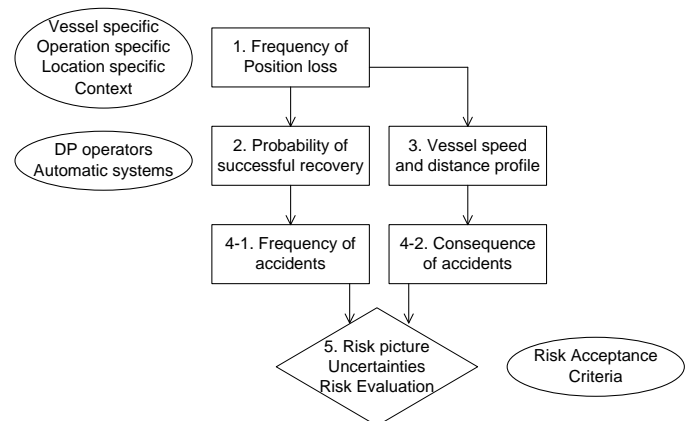 Vessel specific
Operation specific
Location specific
Context
1. Frequency of
Position loss
DP operators
Automatic systems
2. Probability of
successful recovery
3. Vessel speed
and distance profile
4-1. Frequency of
accidents
4-2. Consequence
of accidents
5. Risk picture
Uncertainties
Risk Evaluation
Risk Acceptance
Criteria